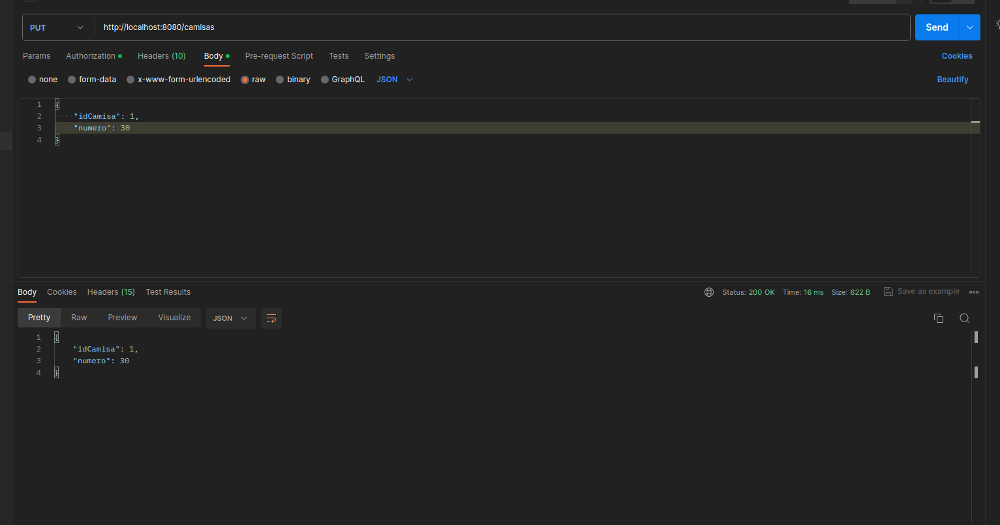 PUT http://localhost:8080/camisas Send
Params Authorization Headers (10) Body Pre-request Script Tests Settings Cookies
none form-data x-www-form-urlencoded raw binary GraphQL JSON Beautify
1 {
2 "idCamisa": 1,
3 "numero": 30
4 }
Body Cookies Headers (15) Test Results Status: 200 OK Time: 16 ms Size: 622 B Save as example
Pretty Raw Preview Visualize JSON
1 {
2 "idCamisa": 1,
3 "numero": 30
4 }